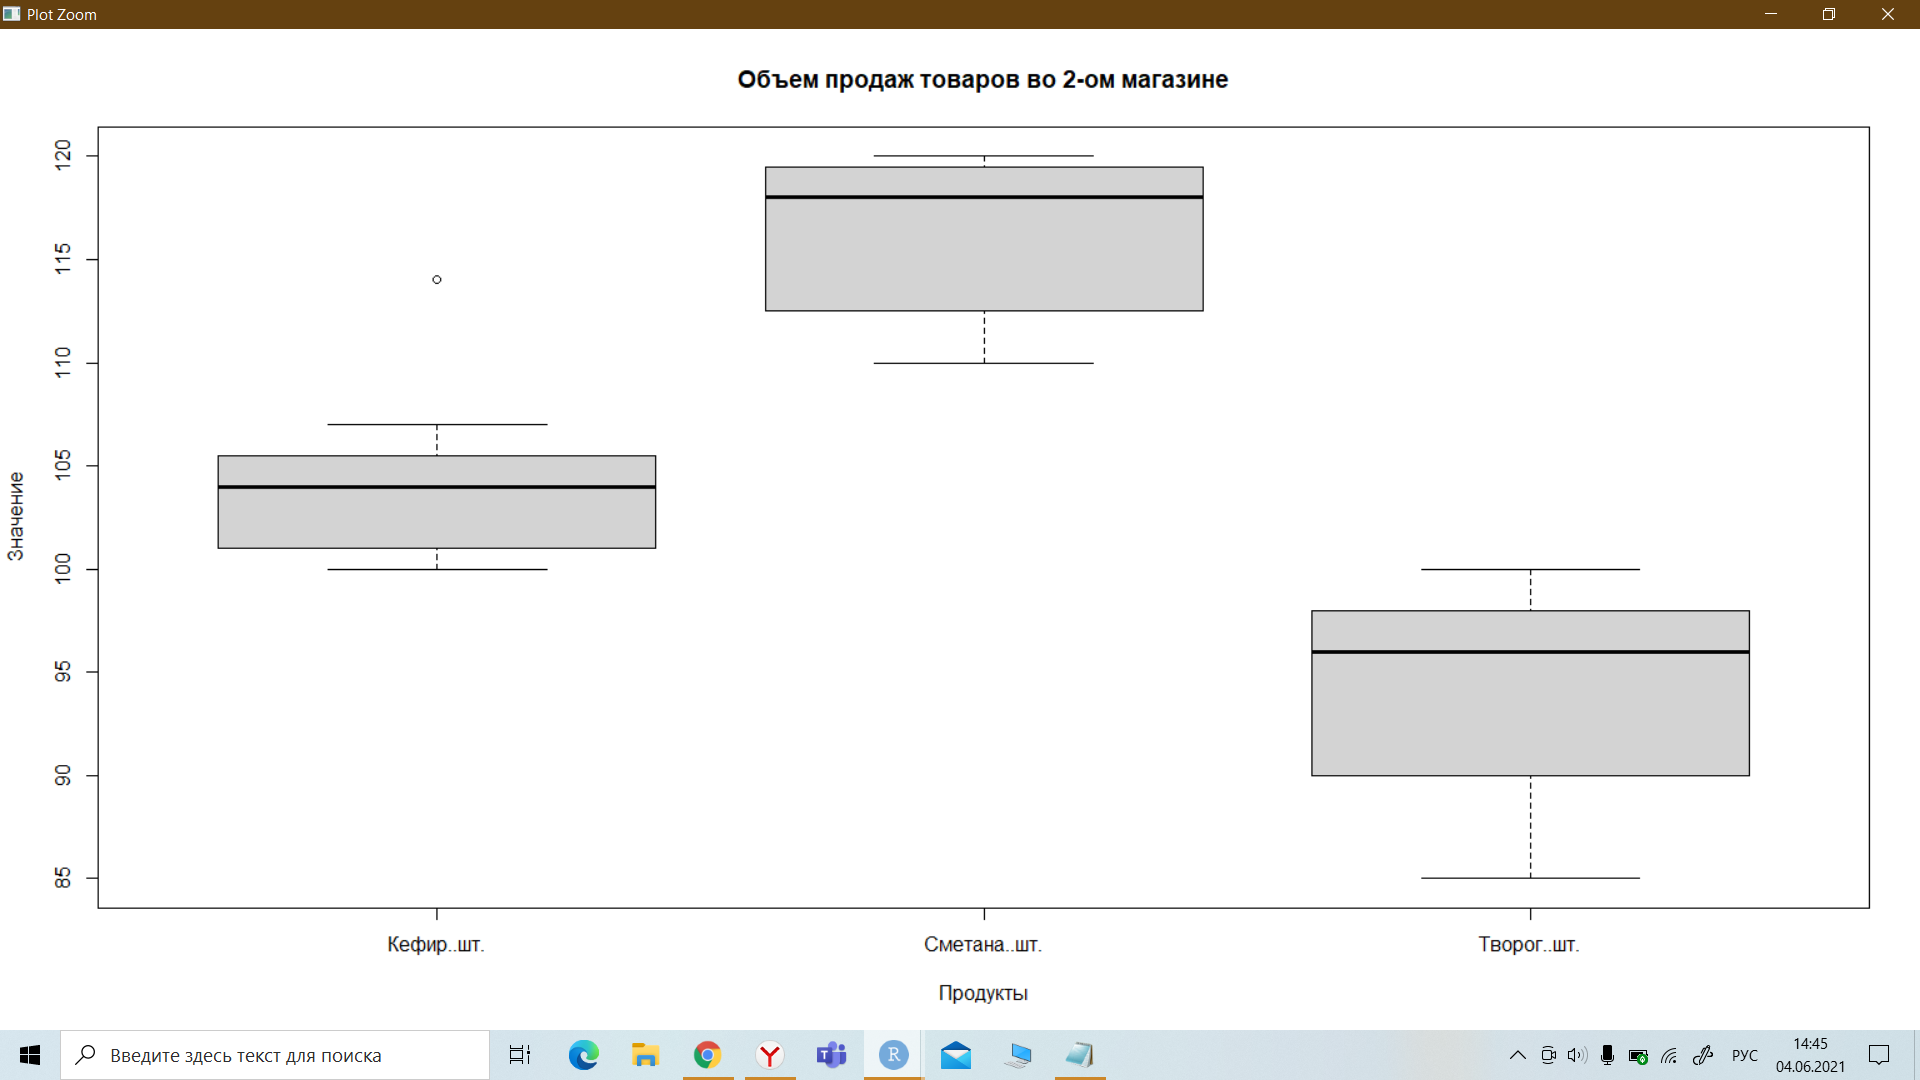 Plot Zoom
Объем продаж товаров во 2-ом магазине
120
115
110
105
100
95
90
85
Значение
Кефир..шт.
Сметана..шт.
Творог..шт.
Продукты
Введите здесь текст для поиска
РУС
14:45
04.06.2021